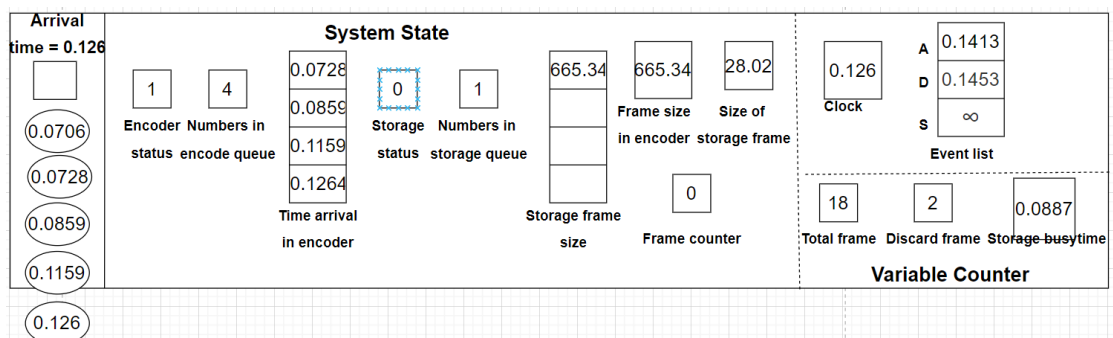 Arrival
time = 0.126
0.0706
0.0728
0.0859
0.1159
0.126
System State
1
Encoder
status
4
Numbers in
encode queue
0.0728
0.0859
0.1159
0.1264
Time arrival
in encoder
0
Storage
status
1
Numbers in
storage queue
665.34
Storage frame
size
665.34
Frame size
in encoder
28.02
Size of
storage frame
0
Frame counter
0.126
Clock
A
0.1413
D
0.1453
S
∞
Event list
18
Total frame
2
Discard frame
0.0887
Storage busytime
Variable Counter